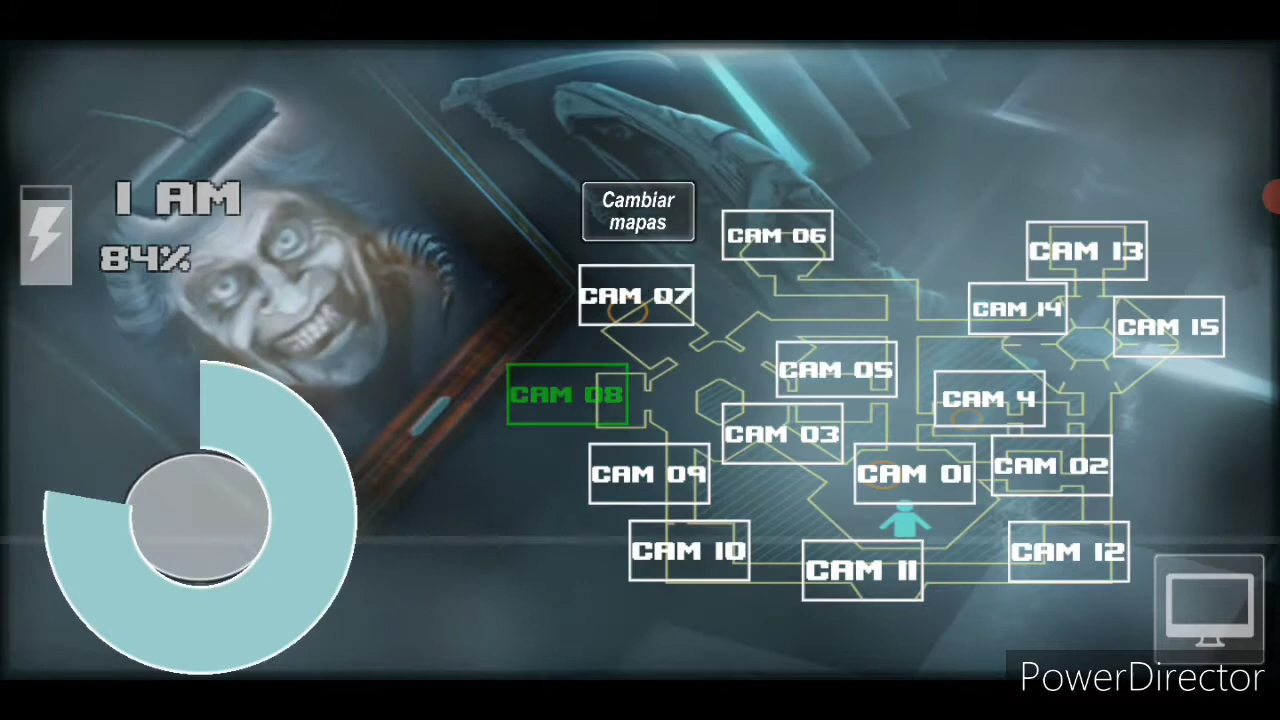 I AM
84%
Cambiar
mapas
CAM 06
CAM 13
CAM 07
CAM 14
CAM 15
CAM 05
CAM 08
CAM 4
CAM 03
CAM 09
CAM 01
CAM 02
CAM 10
CAM 11
CAM 12
PowerDirector